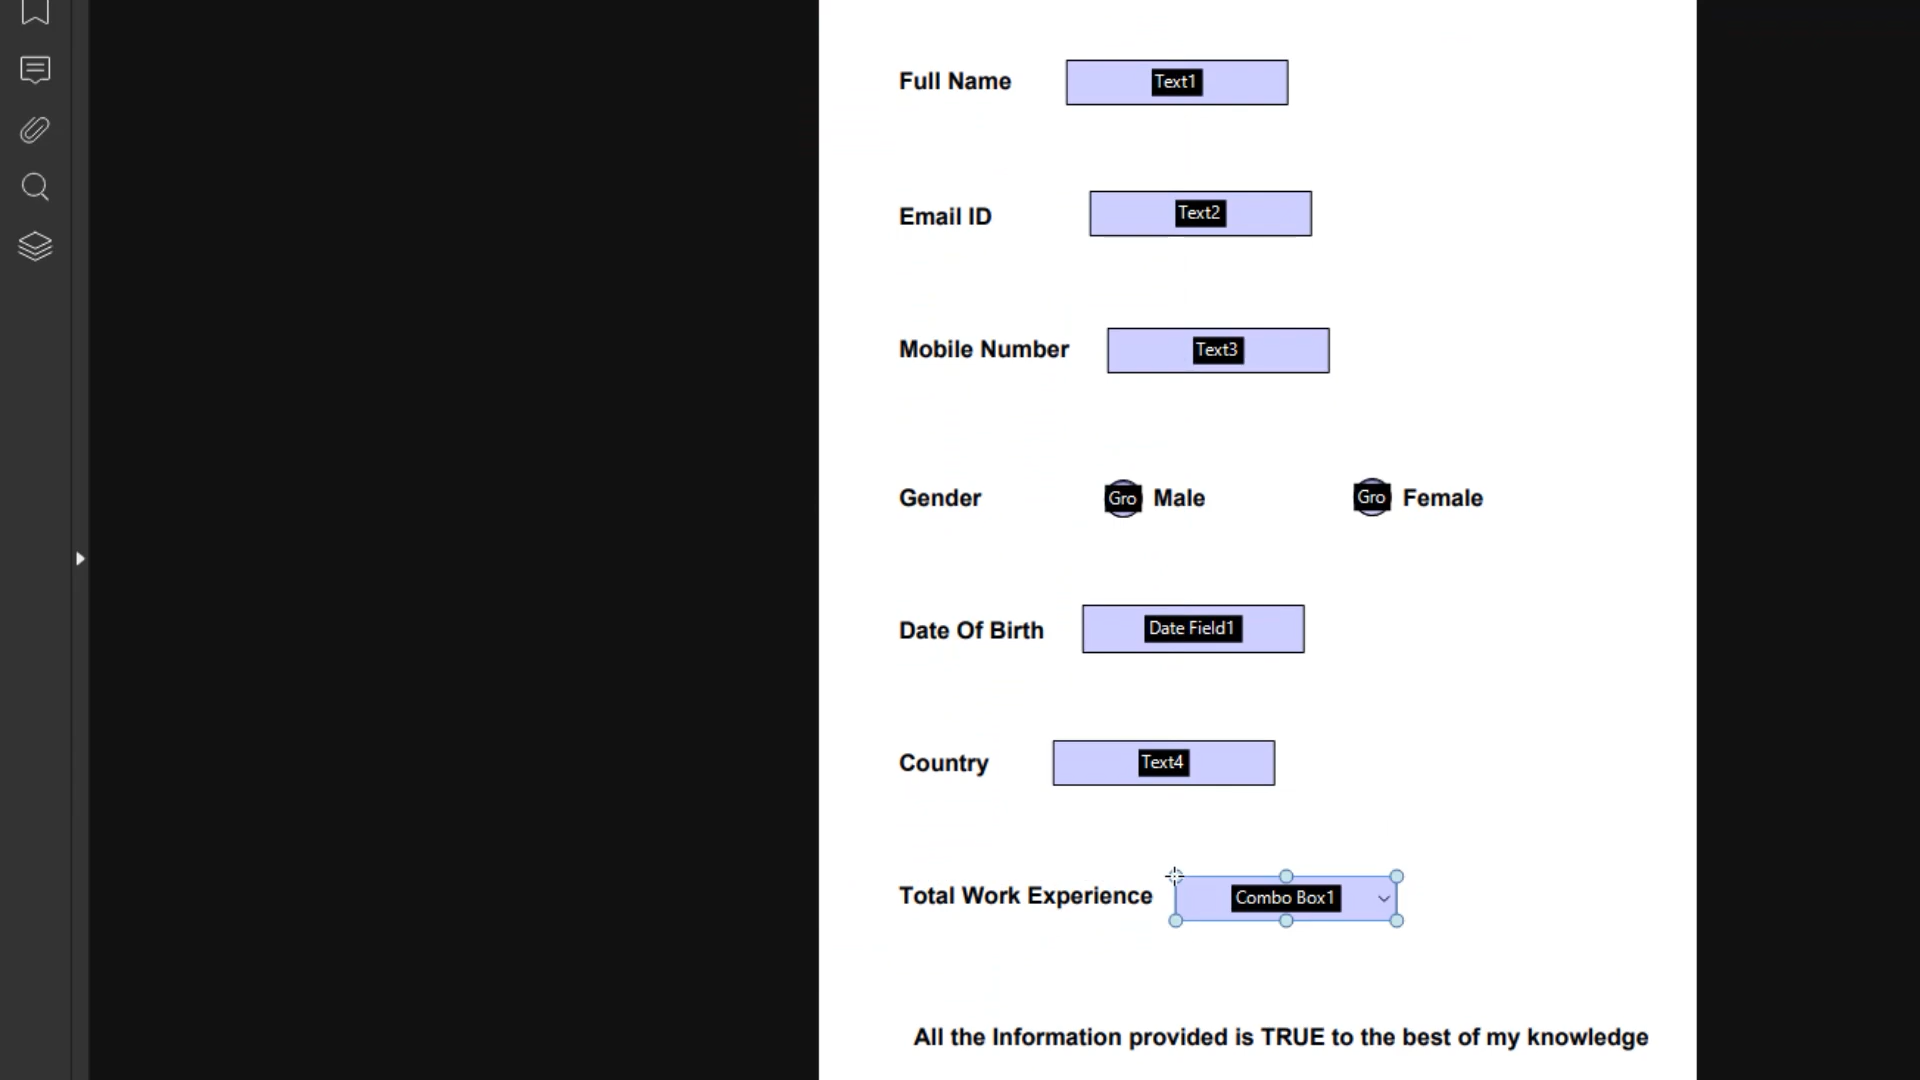 Full Name Text1
Email ID Text2
Mobile Number Text3
Gender Gro Male Gro Female
Date Of Birth Date Field1
Country Text4
Total Work Experience Combo Box1
All the Information provided is TRUE to the best of my knowledge